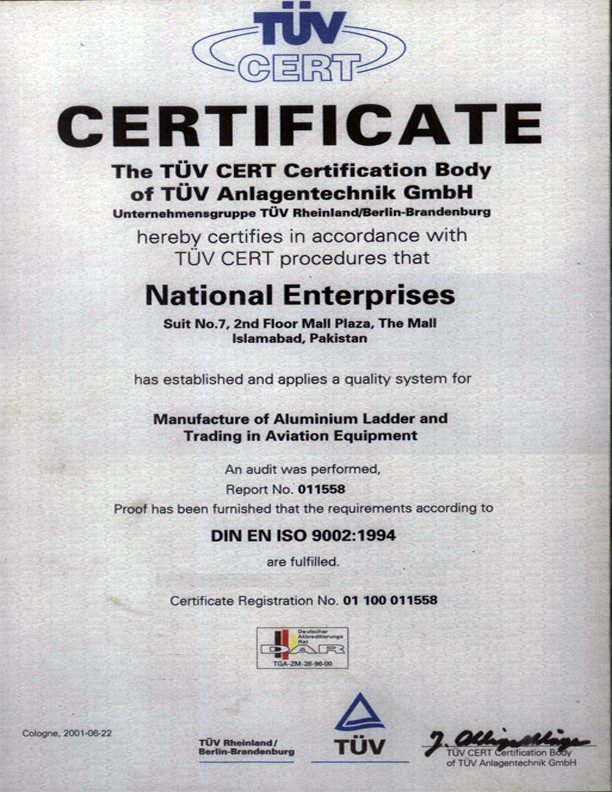 TÜV
CERT
CERTIFICATE
The TÜV CERT Certification Body
of TÜV Anlagentechnik GmbH
Unternehmensgruppe TÜV Rheinland/Berlin-Brandenburg
hereby certifies in accordance with
TÜV CERT procedures that
National Enterprises
Suit No.7, 2nd Floor Mall Plaza, The Mall
Islamabad, Pakistan
has established and applies a quality system for
Manufacture of Aluminium Ladder and
Trading in Aviation Equipment
An audit was performed,
Report No. 011558
Proof has been furnished that the requirements according to
DIN EN ISO 9002:1994
are fulfilled.
Certificate Registration No. 01 100 011558
Deutscher
Akkreditierungs
Rat
DAR
TGA-ZM-28-96-00
Cologne, 2001-06-22
TÜV Rheinland/
Berlin-Brandenburg
TÜV
TÜV CERT Certification Body
of TÜV Anlagentechnik GmbH